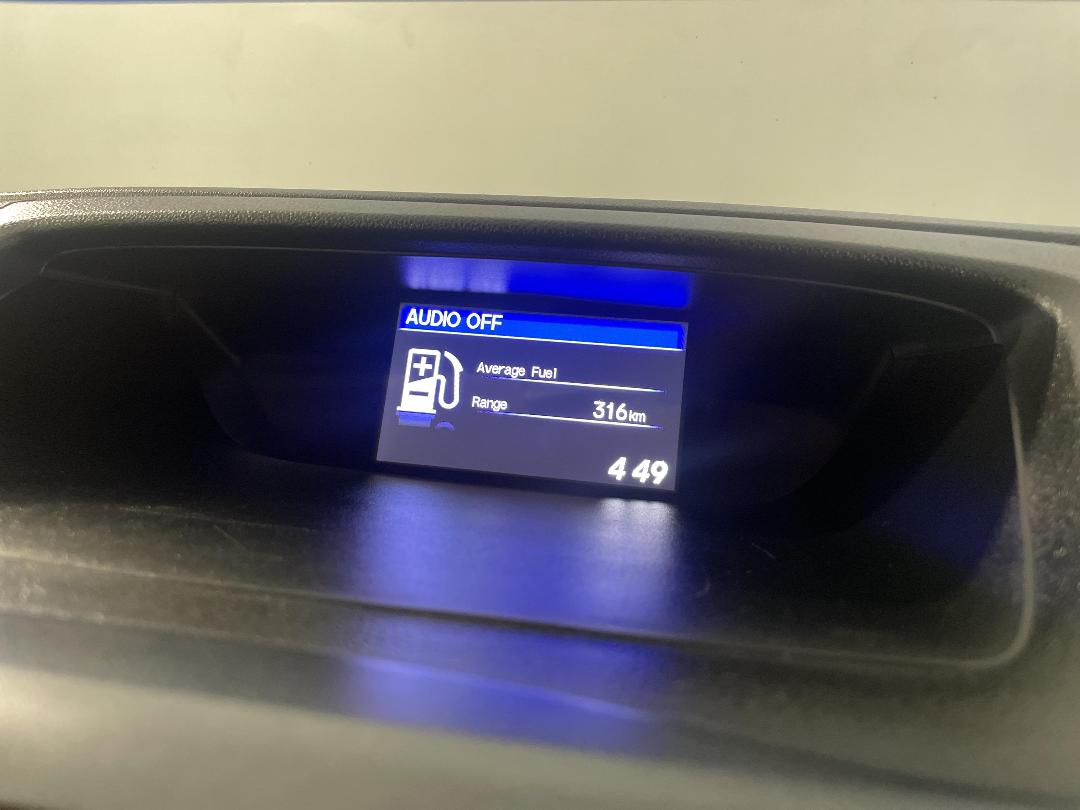 AUDIO OFF
Average Fuel
Range 316km
4 49